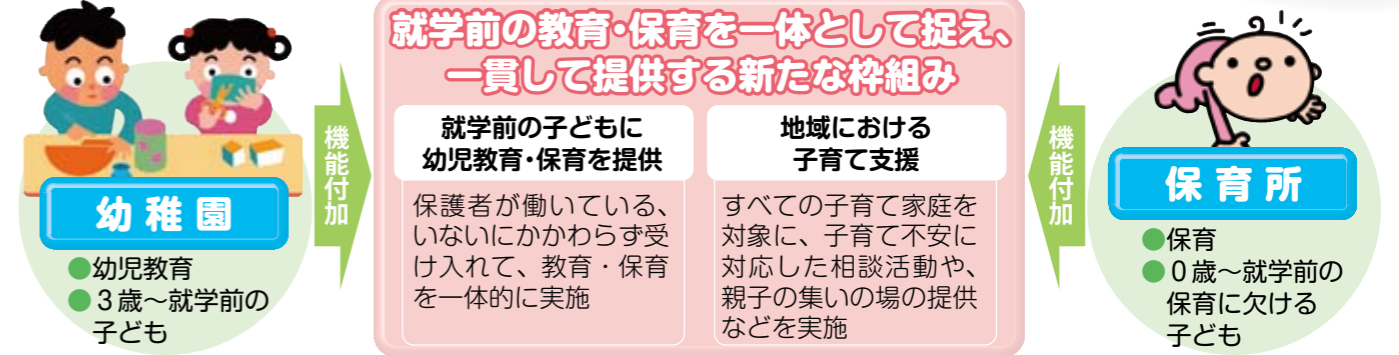 幼稚園
●幼児教育
●３歳～就学前の
子ども
機能付加
就学前の教育・保育を一体として捉え、
一貫して提供する新たな枠組み
就学前の子どもに
幼児教育・保育を提供
保護者が働いている、
いないにかかわらず受
け入れて、教育・保育
を一体的に実施
地域における
子育て支援
すべての子育て家庭を
対象に、子育て不安に
対応した相談活動や、
親子の集いの場の提供
などを実施
機能付加
保育所
●保育
●０歳～就学前の
保育に欠ける
子ども